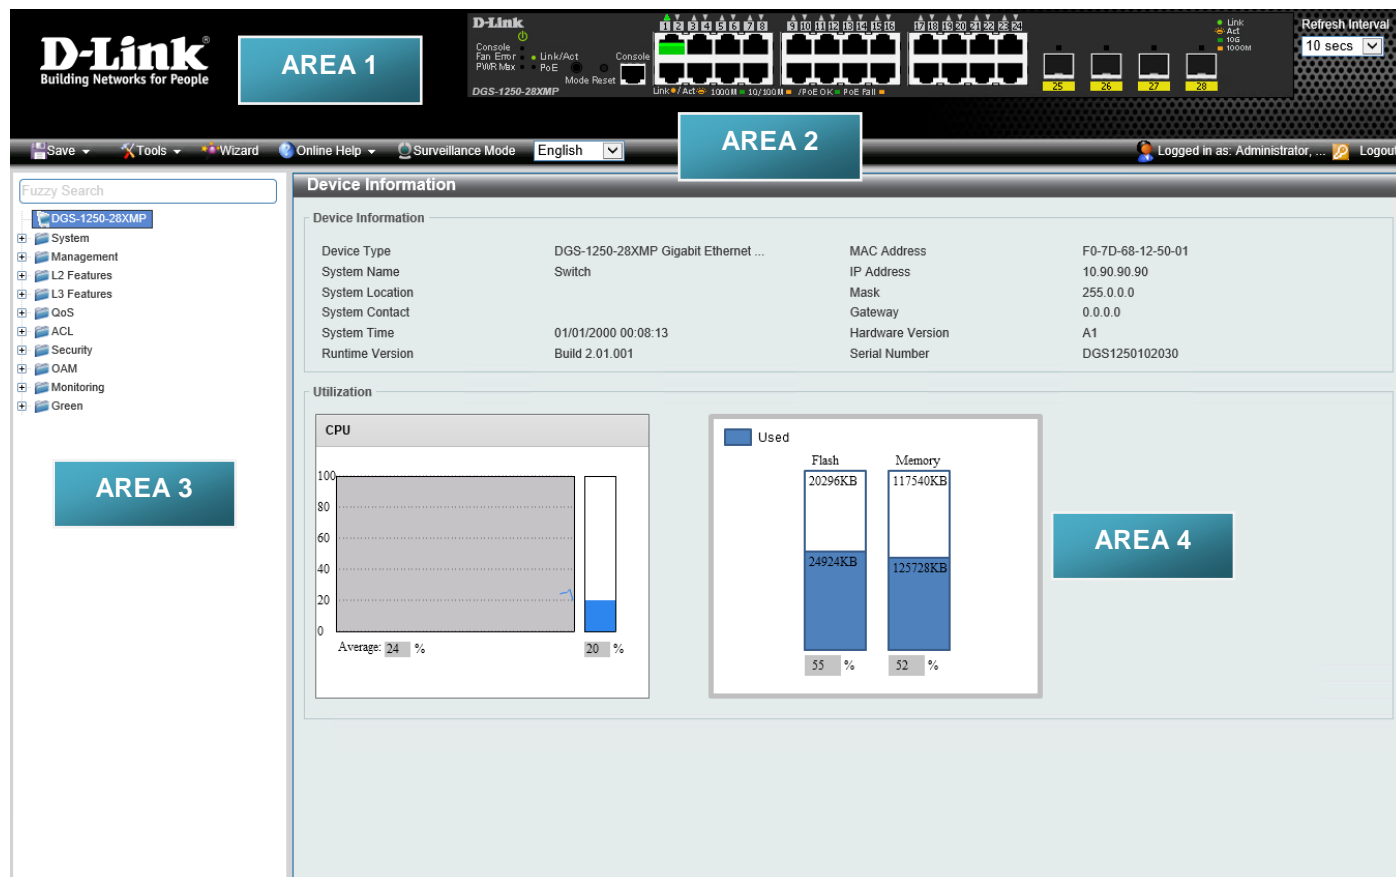 D-Link®
Building Networks for People
AREA 1
D-Link
Console
Fan Error
Link/Act
PWR Max
PoE
Mode Reset
Console
DGS-1250-28XMP
1 2 3 4 5 6 7 8 9 10 11 12 13 14 15 16 17 18 19 20 21 22 23 24
Link /Act 1000M 10/100M /PoE OK PoE Fail
25 26 27 28
Link
Act
10G
1000M
Refresh Interval
10 secs
Save Tools Wizard Online Help Surveillance Mode English
AREA 2
Logged in as: Administrator, ... Logout
Fuzzy Search
DGS-1250-28XMP
System
Management
L2 Features
L3 Features
QoS
ACL
Security
OAM
Monitoring
Green
AREA 3
Device Information
Device Information
Device Type DGS-1250-28XMP Gigabit Ethernet ... MAC Address F0-7D-68-12-50-01
System Name Switch IP Address 10.90.90.90
System Location Mask 255.0.0.0
System Contact Gateway 0.0.0.0
System Time 01/01/2000 00:08:13 Hardware Version A1
Runtime Version Build 2.01.001 Serial Number DGS1250102030
Utilization
CPU
100
80
60
40
20
0
Average: 24 % 20 %
Used
Flash Memory
20296KB 117540KB
24924KB 125728KB
55 % 52 %
AREA 4